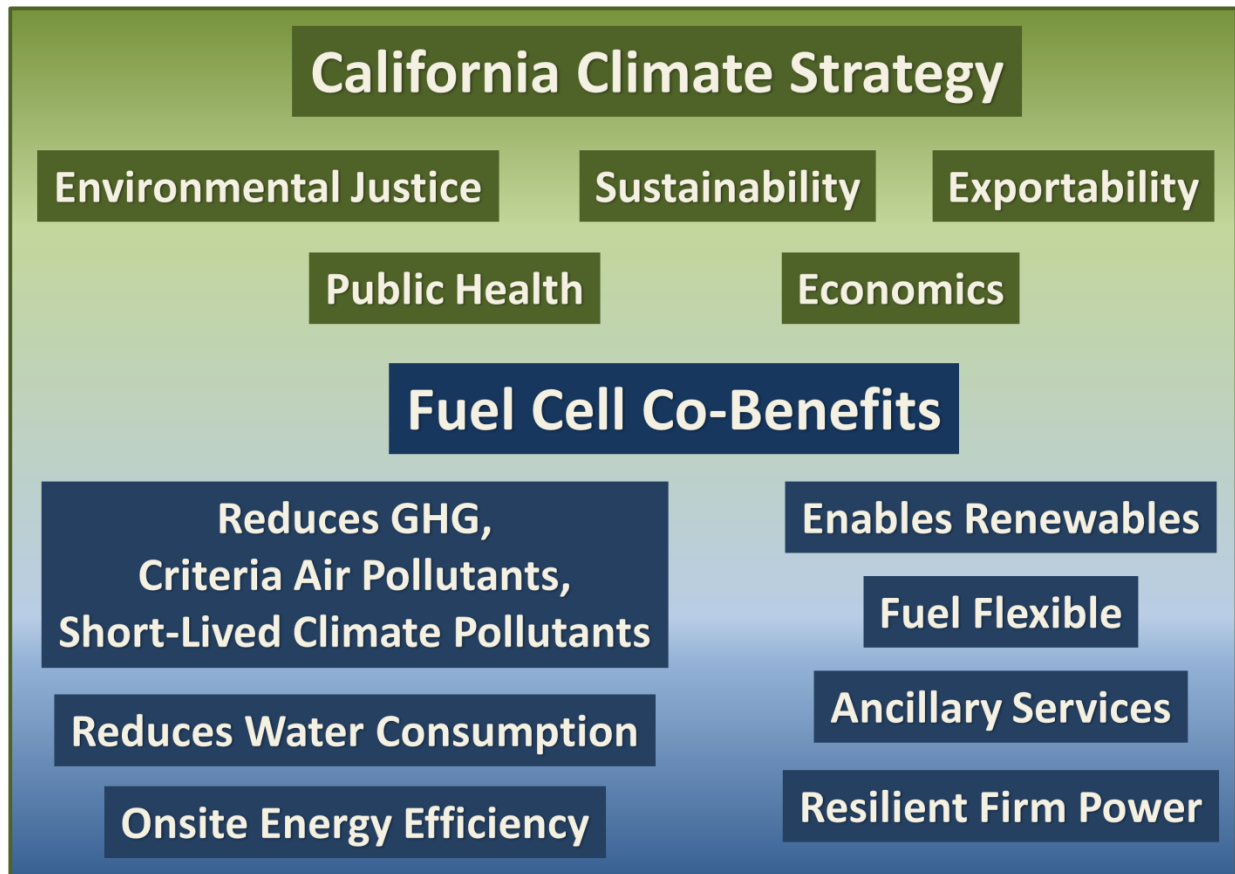 California Climate Strategy
Environmental Justice
Sustainability
Exportability
Public Health
Economics
Fuel Cell Co-Benefits
Reduces GHG,
Criteria Air Pollutants,
Short-Lived Climate Pollutants
Reduces Water Consumption
Onsite Energy Efficiency
Enables Renewables
Fuel Flexible
Ancillary Services
Resilient Firm Power